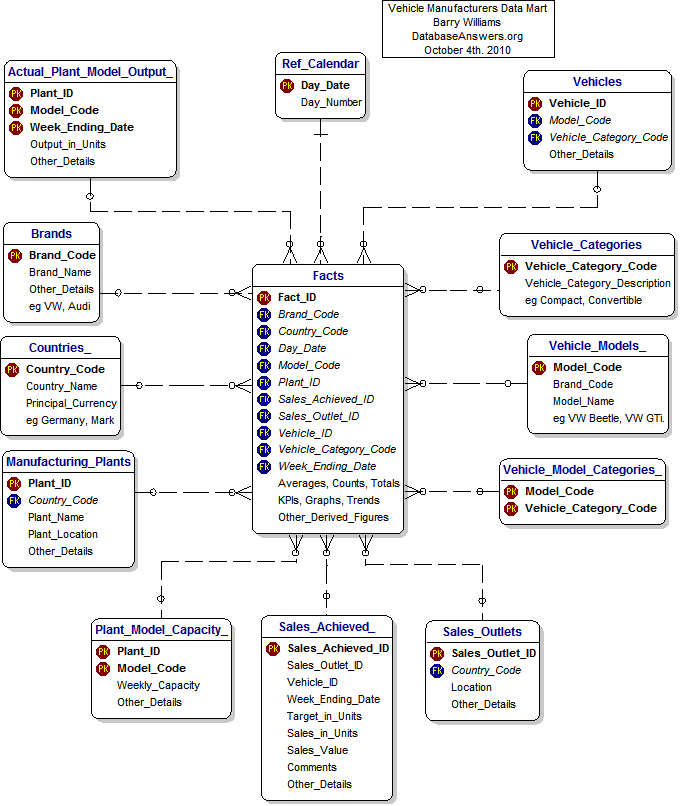 Vehicle Manufacturers Data Mart
Barry Williams
DatabaseAnswers.org
October 4th. 2010
Actual_Plant_Model_Output_
PK Plant_ID
PK Model_Code
PK Week_Ending_Date
Output_in_Units
Other_Details
Ref_Calendar
PK Day_Date
Day_Number
Vehicles
PK Vehicle_ID
FK Model_Code
FK Vehicle_Category_Code
Other_Details
Brands
PK Brand_Code
Brand_Name
Other_Details
eg VW, Audi
Facts
PK Fact_ID
FK Brand_Code
FK Country_Code
FK Day_Date
FK Model_Code
FK Plant_ID
FK Sales_Achieved_ID
FK Sales_Outlet_ID
FK Vehicle_ID
FK Vehicle_Category_Code
FK Week_Ending_Date
Averages, Counts, Totals
KPIs, Graphs, Trends
Other_Derived_Figures
Vehicle_Categories
PK Vehicle_Category_Code
Vehicle_Category_Description
eg Compact, Convertible
Countries_
PK Country_Code
Country_Name
Principal_Currency
eg Germany, Mark
Vehicle_Models_
PK Model_Code
Brand_Code
Model_Name
eg VW Beetle, VW GTi.
Manufacturing_Plants
PK Plant_ID
FK Country_Code
Plant_Name
Plant_Location
Other_Details
Vehicle_Model_Categories_
PK Model_Code
PK Vehicle_Category_Code
Plant_Model_Capacity_
PK Plant_ID
PK Model_Code
Weekly_Capacity
Other_Details
Sales_Achieved_
PK Sales_Achieved_ID
Sales_Outlet_ID
Vehicle_ID
Week_Ending_Date
Target_in_Units
Sales_in_Units
Sales_Value
Comments
Other_Details
Sales_Outlets
PK Sales_Outlet_ID
FK Country_Code
Location
Other_Details